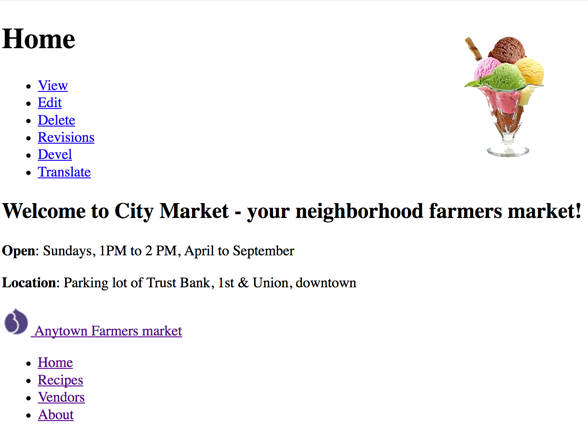 Home
View
Edit
Delete
Revisions
Devel
Translate
Welcome to City Market - your neighborhood farmers market!
Open: Sundays, 1PM to 2 PM, April to September
Location: Parking lot of Trust Bank, 1st & Union, downtown
Anytown Farmers market
Home
Recipes
Vendors
About